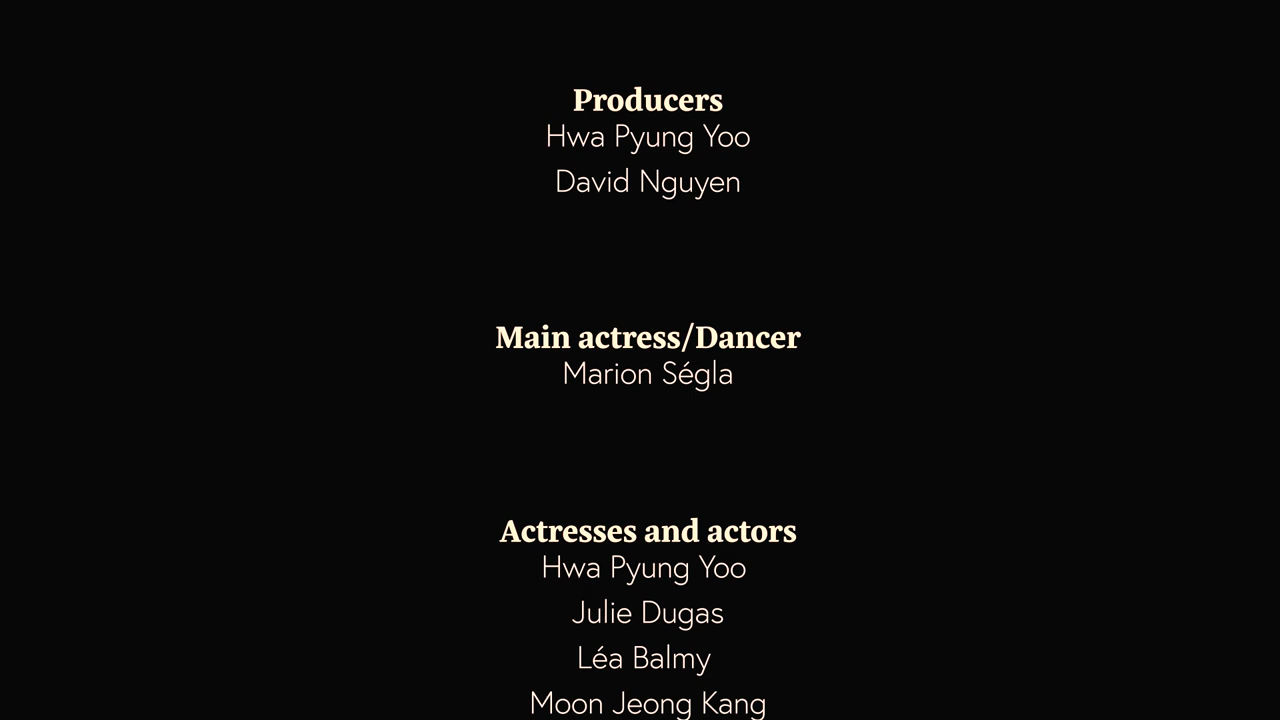 Producers
Hwa Pyung Yoo
David Nguyen
Main actress/Dancer
Marion Ségla
Actresses and actors
Hwa Pyung Yoo
Julie Dugas
Léa Balmy
Moon Jeong Kang